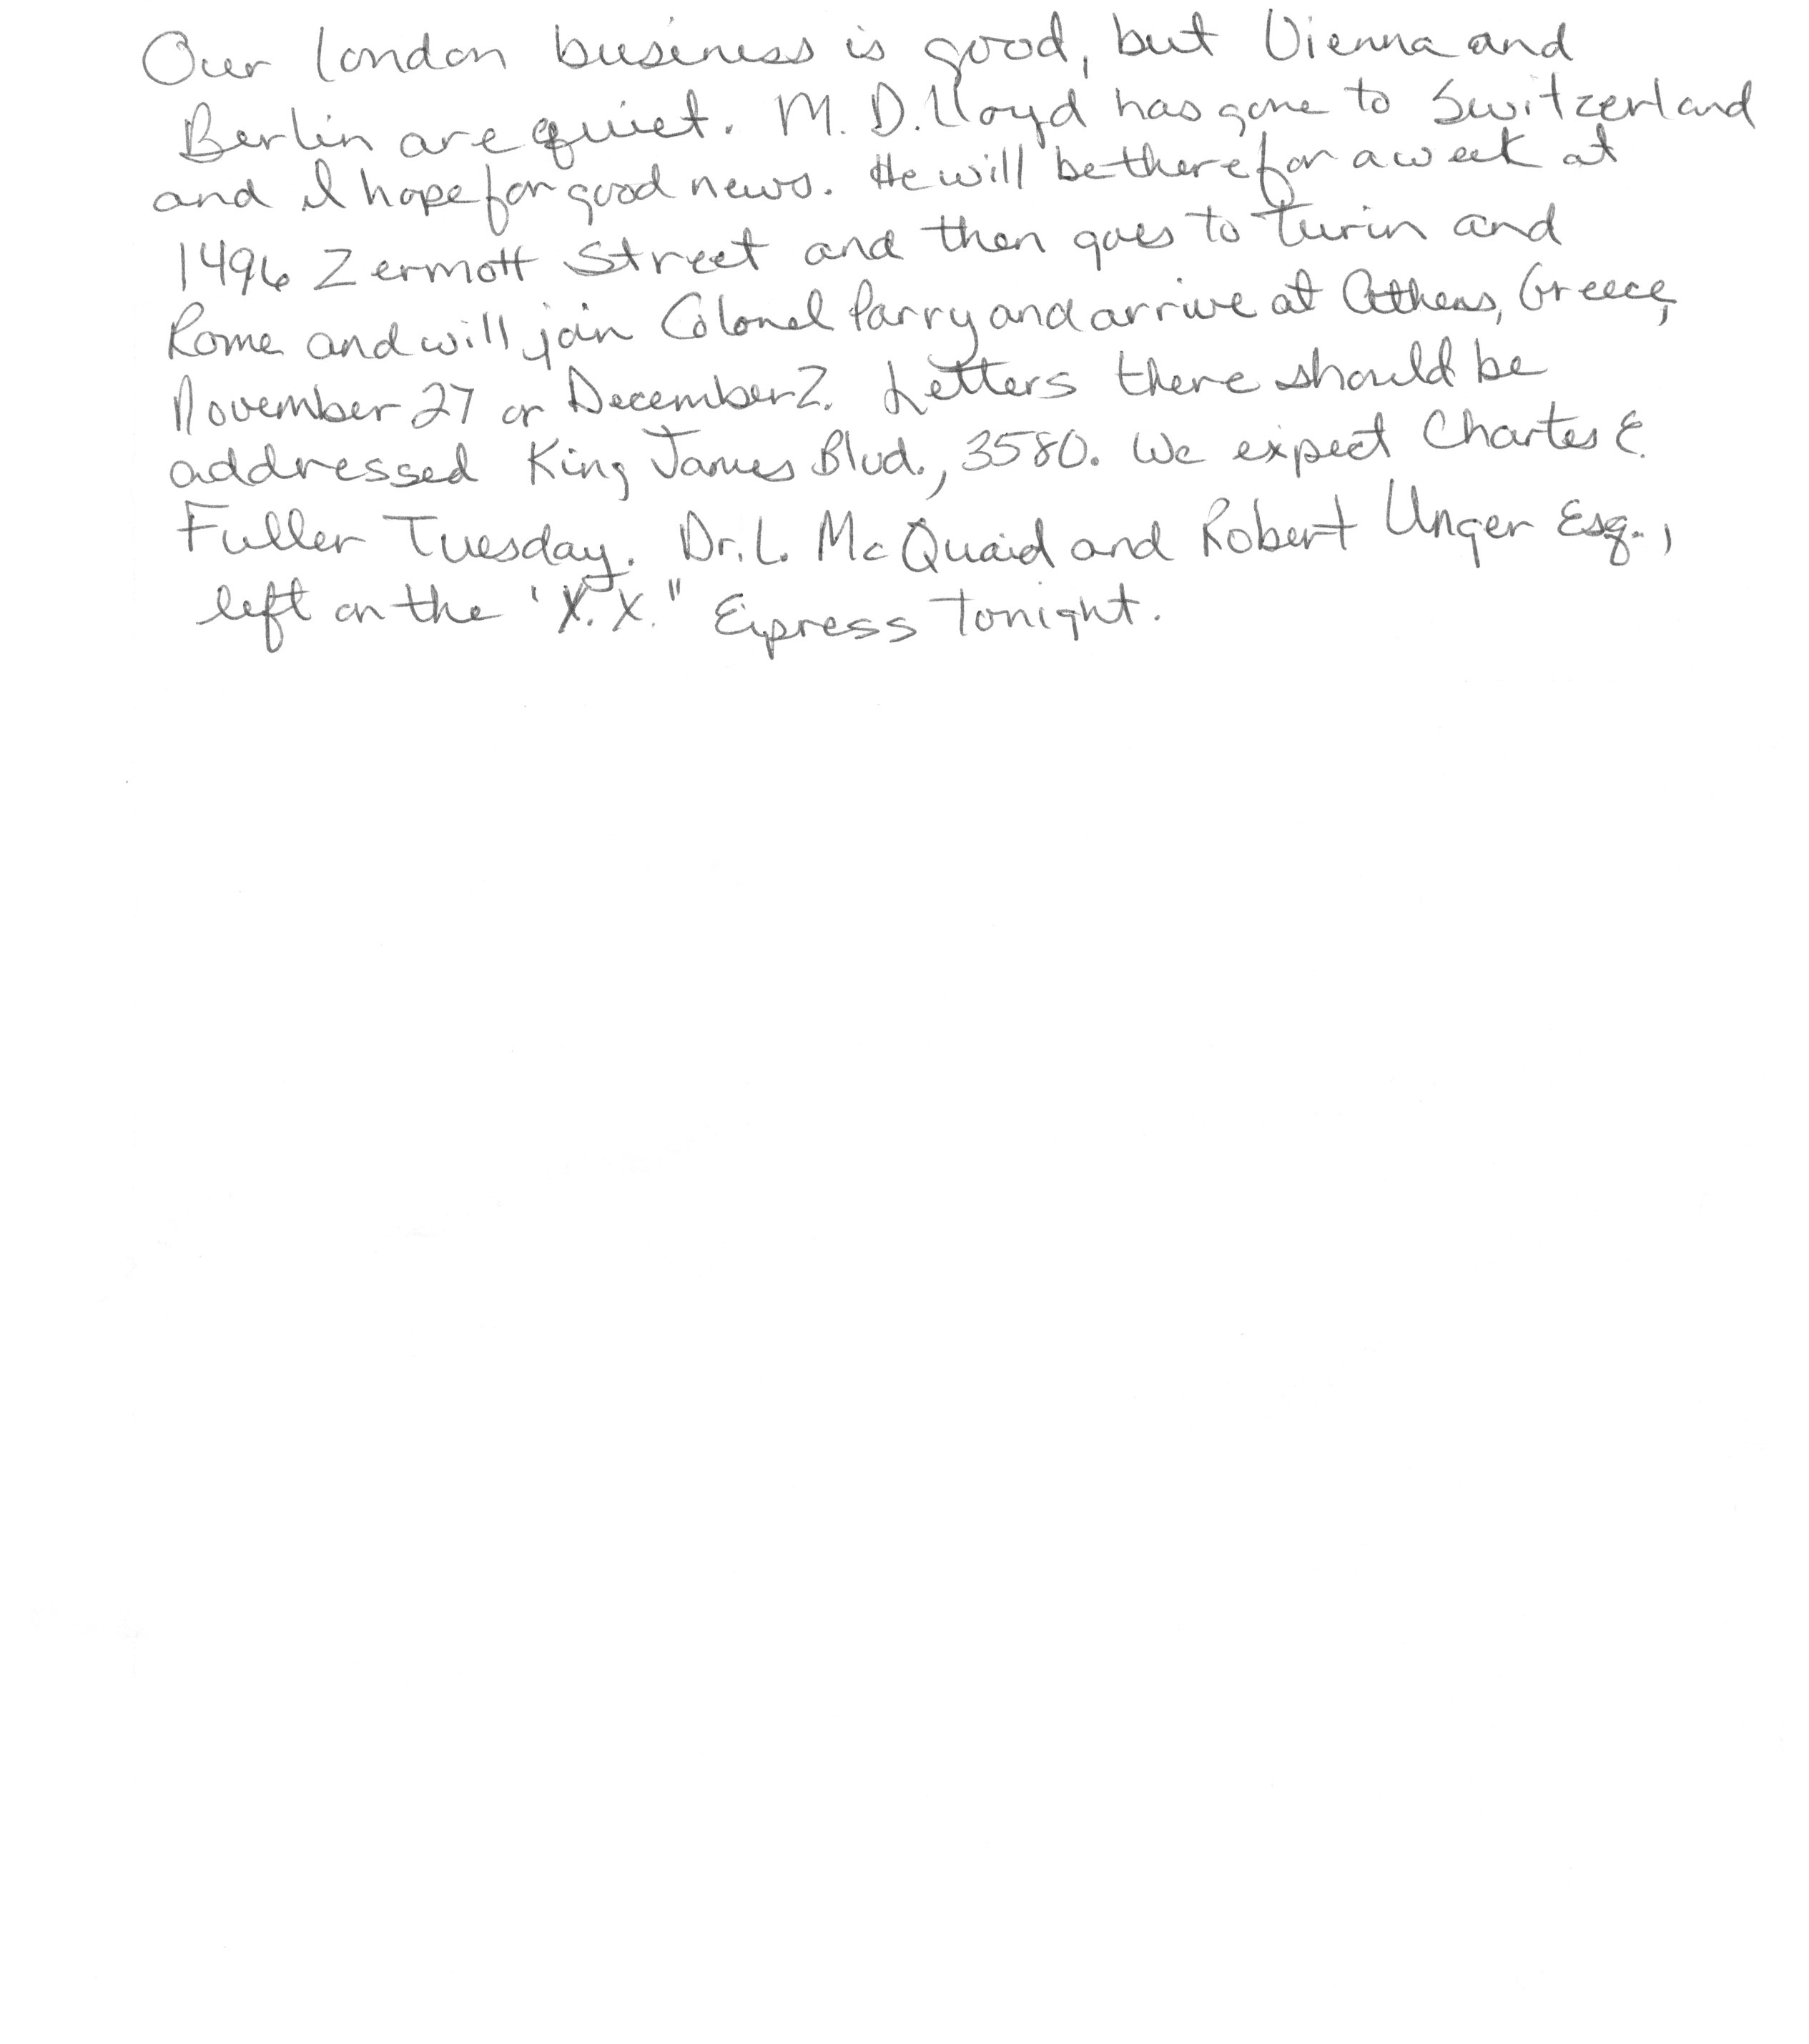 Our London business is good, but Vienna and
Berlin are quiet. M. D. Lloyd has gone to Switzerland
and I hope for good news. He will be there for a week at
1496 Zermott Street and then goes to Turin and
Rome and will join Colonel Parry and arrive at Athens, Greece,
November 27 or December 2. Letters there should be
addressed King James Blvd., 3580. We expect Charles E.
Fuller Tuesday. Dr. L. McQuaid and Robert Unger Esq.,
left on the 'X.X." Express tonight.